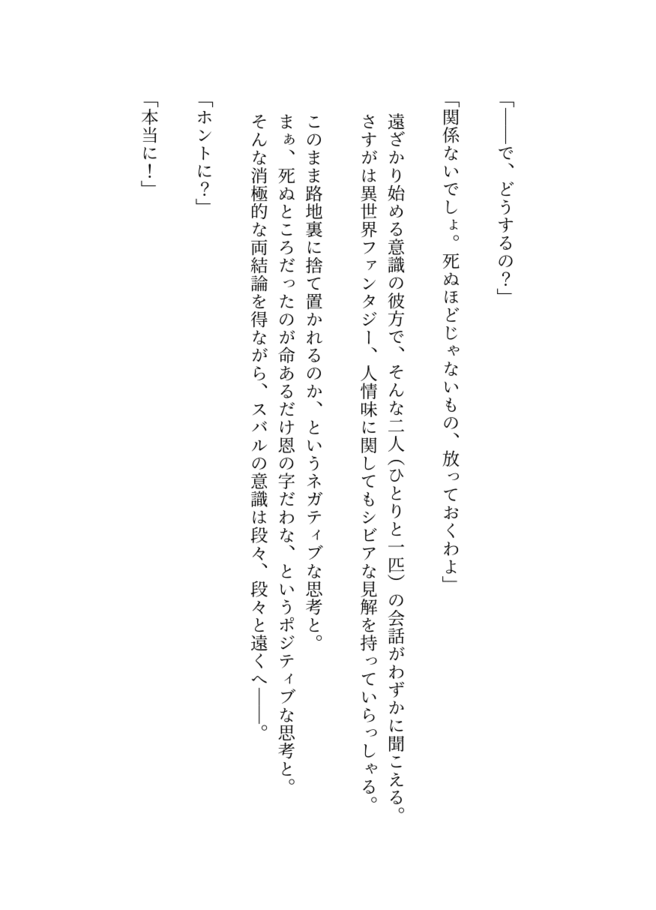 「――で、どうするの？」
「関係ないでしょ。死ぬほどじゃないもの、放っておくわよ」
遠ざかり始める意識の彼方で、そんな二人（ひとりと一匹）の会話がわずかに聞こえる。
さすがは異世界ファンタジー、人情味に関してもシビアな見解を持っていらっしゃる。
このまま路地裏に捨て置かれるのか、というネガティブな思考と。
まぁ、死ぬところだったのが命あるだけ恩の字だわな、というポジティブな思考と。
そんな消極的な両結論を得ながら、スバルの意識は段々、段々と遠くへ――。
「ホントに？」
「本当に！」